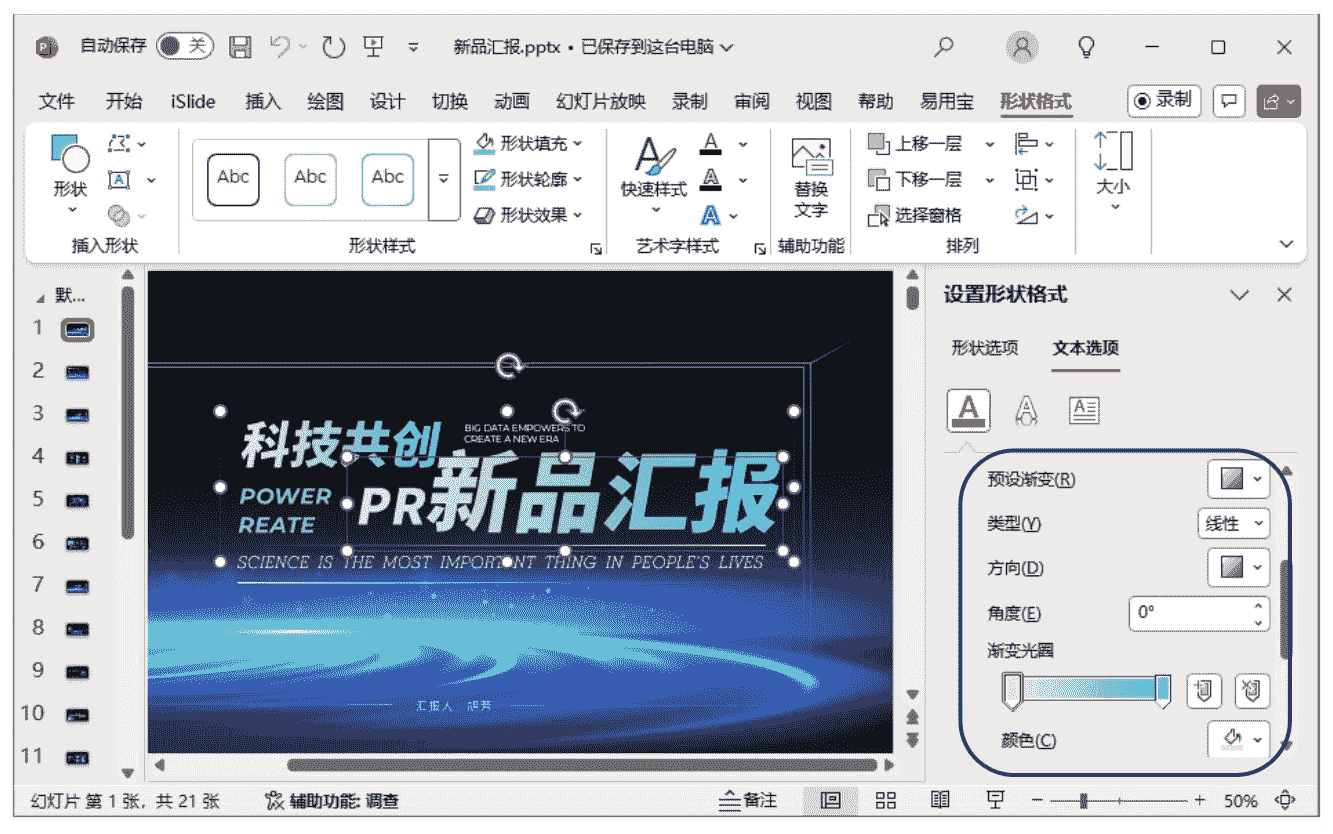 自动保存 关 新品汇报.pptx • 已保存到这台电脑
文件 开始 iSlide 插入 绘图 设计 切换 动画 幻灯片放映 录制 审阅 视图 帮助 易用宝 形状格式 录制
形状
插入形状
Abc Abc Abc
形状填充
形状轮廓
形状效果
形状样式
快速样式
艺术字样式
替换
文字
辅助功能
上移一层
下移一层
选择窗格
排列
大小
默...
1
2
3
4
5
6
7
8
9
10
11
科技共创
BIG DATA EMPOWERS TO
CREATE A NEW ERA
POWER
REATE
PR新品汇报
SCIENCE IS THE MOST IMPORTANT THING IN PEOPLE'S LIVES
汇报人
设置形状格式
形状选项 文本选项
预设渐变(R)
类型(Y) 线性
方向(D)
角度(E) 0°
渐变光圈
颜色(C)
幻灯片 第 1 张，共 21 张 辅助功能: 调查 备注 50%